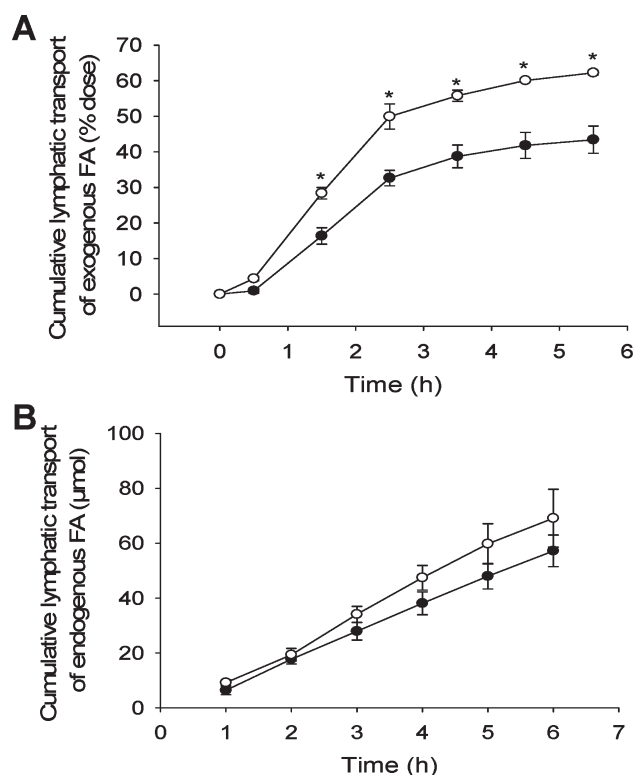 A
Cumulative lymphatic transport
of exogenous FA (% dose)
70
60
50
40
30
20
10
0
* * * * *
0 1 2 3 4 5 6
Time (h)
B
Cumulative lymphatic transport
of endogenous FA (µmol)
100
80
60
40
20
0
0 1 2 3 4 5 6 7
Time (h)